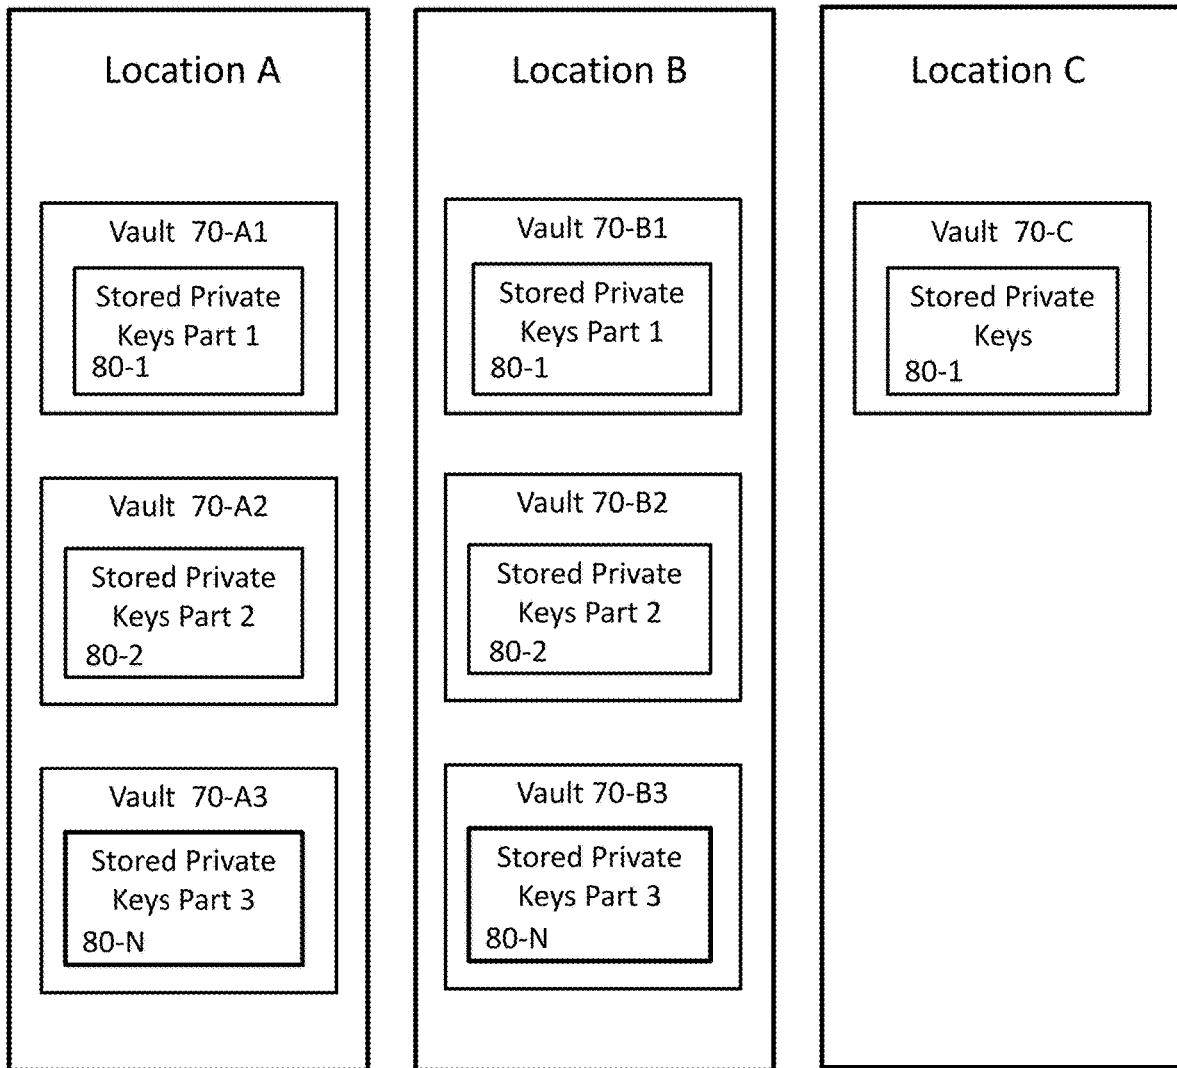 Location A
Vault 70-A1
Stored Private
Keys Part 1
80-1
Vault 70-A2
Stored Private
Keys Part 2
80-2
Vault 70-A3
Stored Private
Keys Part 3
80-N
Location B
Vault 70-B1
Stored Private
Keys Part 1
80-1
Vault 70-B2
Stored Private
Keys Part 2
80-2
Vault 70-B3
Stored Private
Keys Part 3
80-N
Location C
Vault 70-C
Stored Private
Keys
80-1